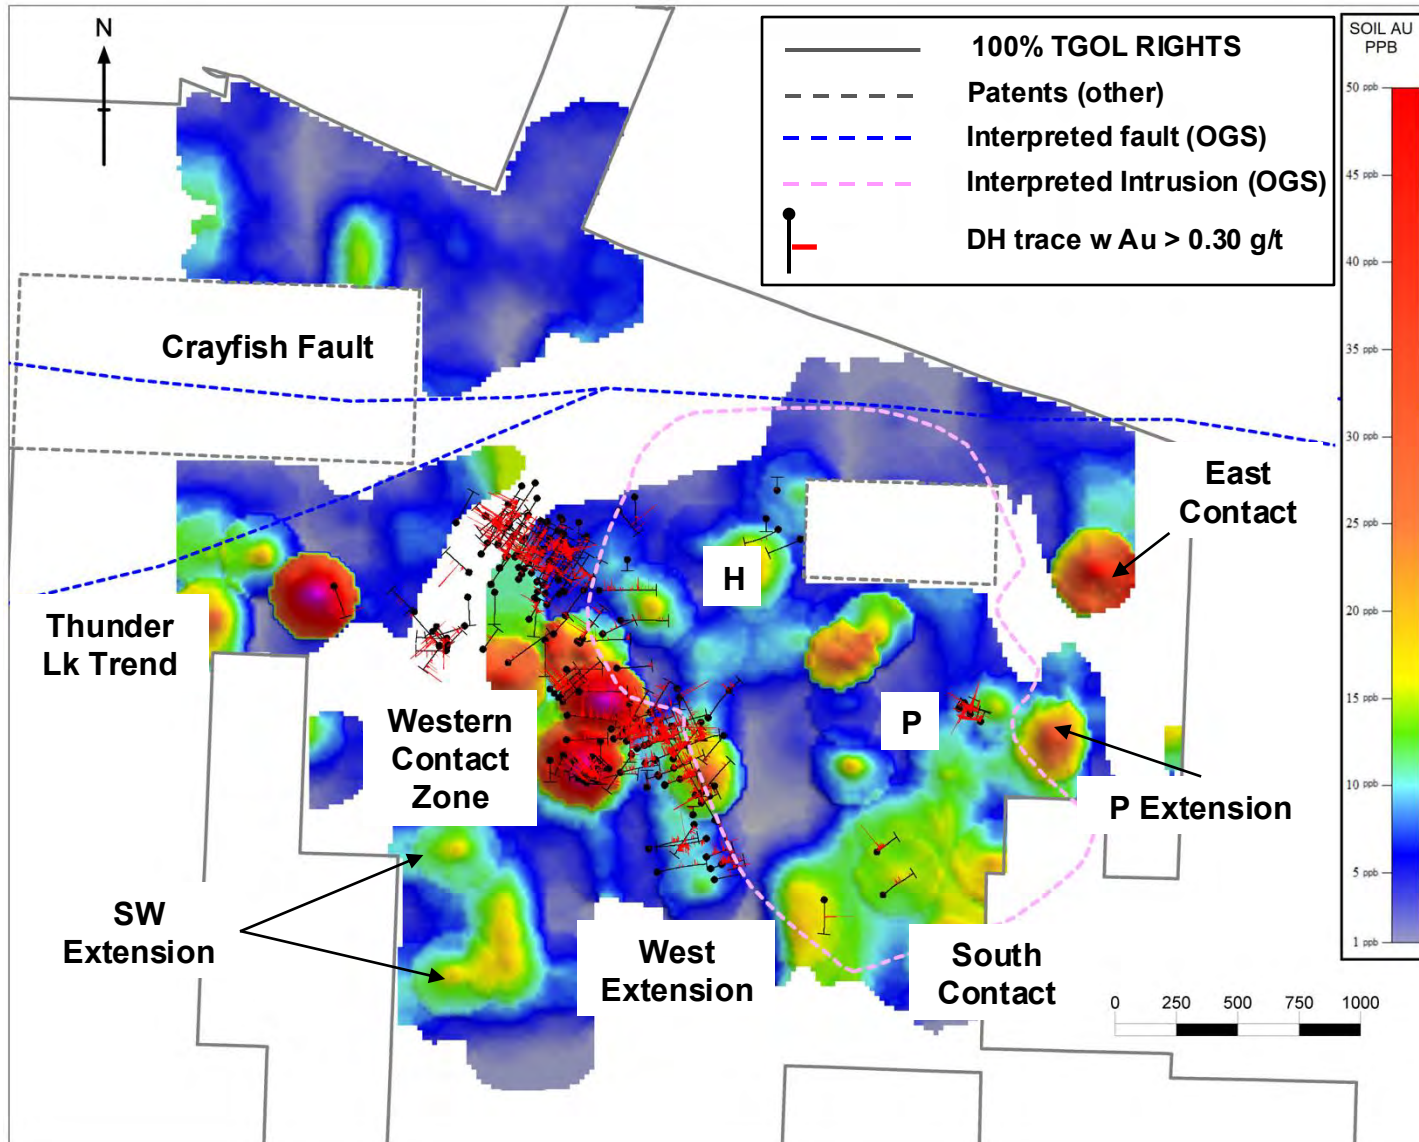 N
100% TGOL RIGHTS
Patents (other)
Interpreted fault (OGS)
Interpreted Intrusion (OGS)
DH trace w Au > 0.30 g/t
SOIL AU
PPB
50 ppb
45 ppb
40 ppb
35 ppb
30 ppb
25 ppb
20 ppb
15 ppb
10 ppb
5 ppb
1 ppb
Crayfish Fault
East
Contact
H
Thunder
Lk Trend
P
Western
Contact
Zone
P Extension
SW
Extension
West
Extension
South
Contact
0 250 500 750 1000